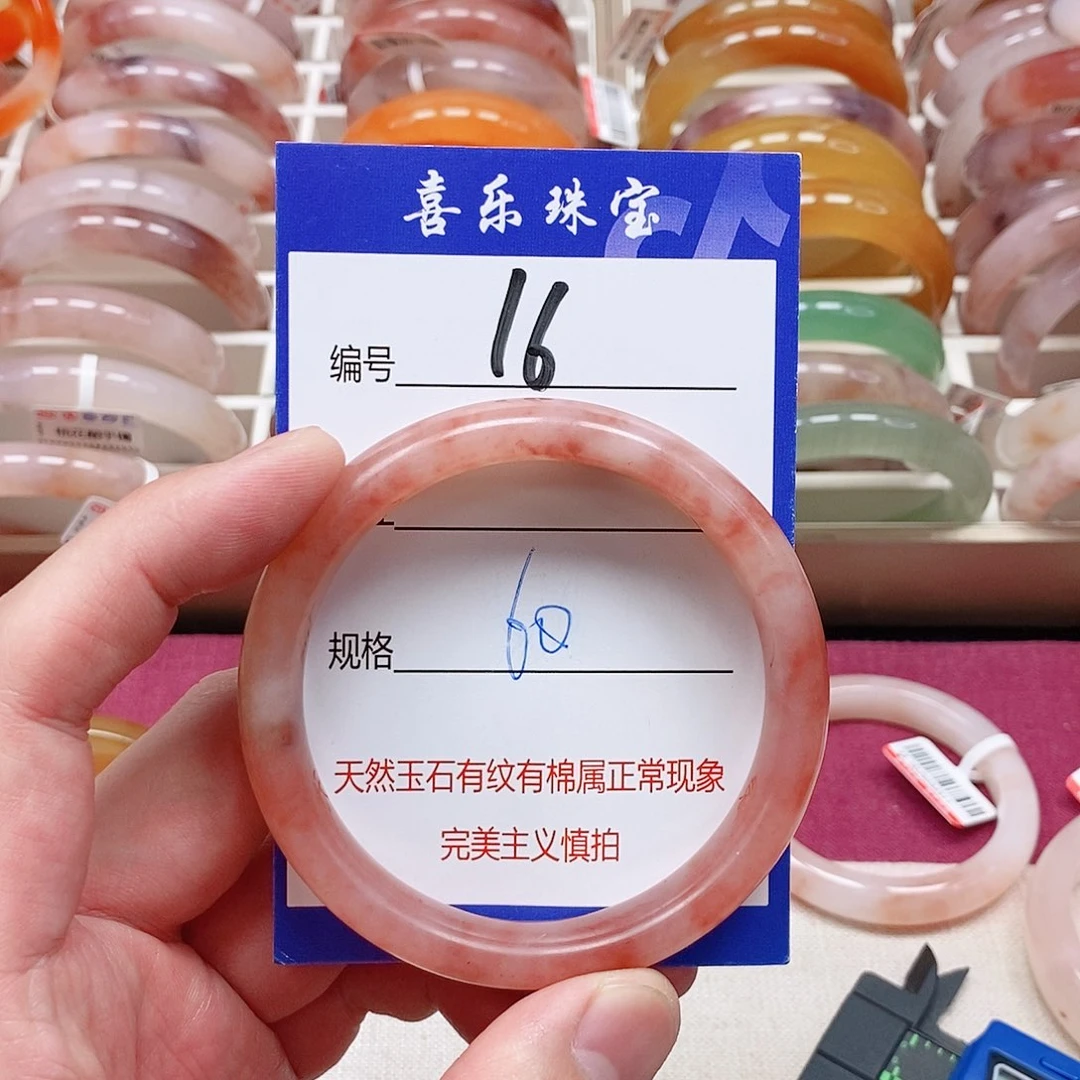 喜乐珠宝
编号 16
规格 60
天然玉石有纹有棉属正常现象
完美主义慎拍